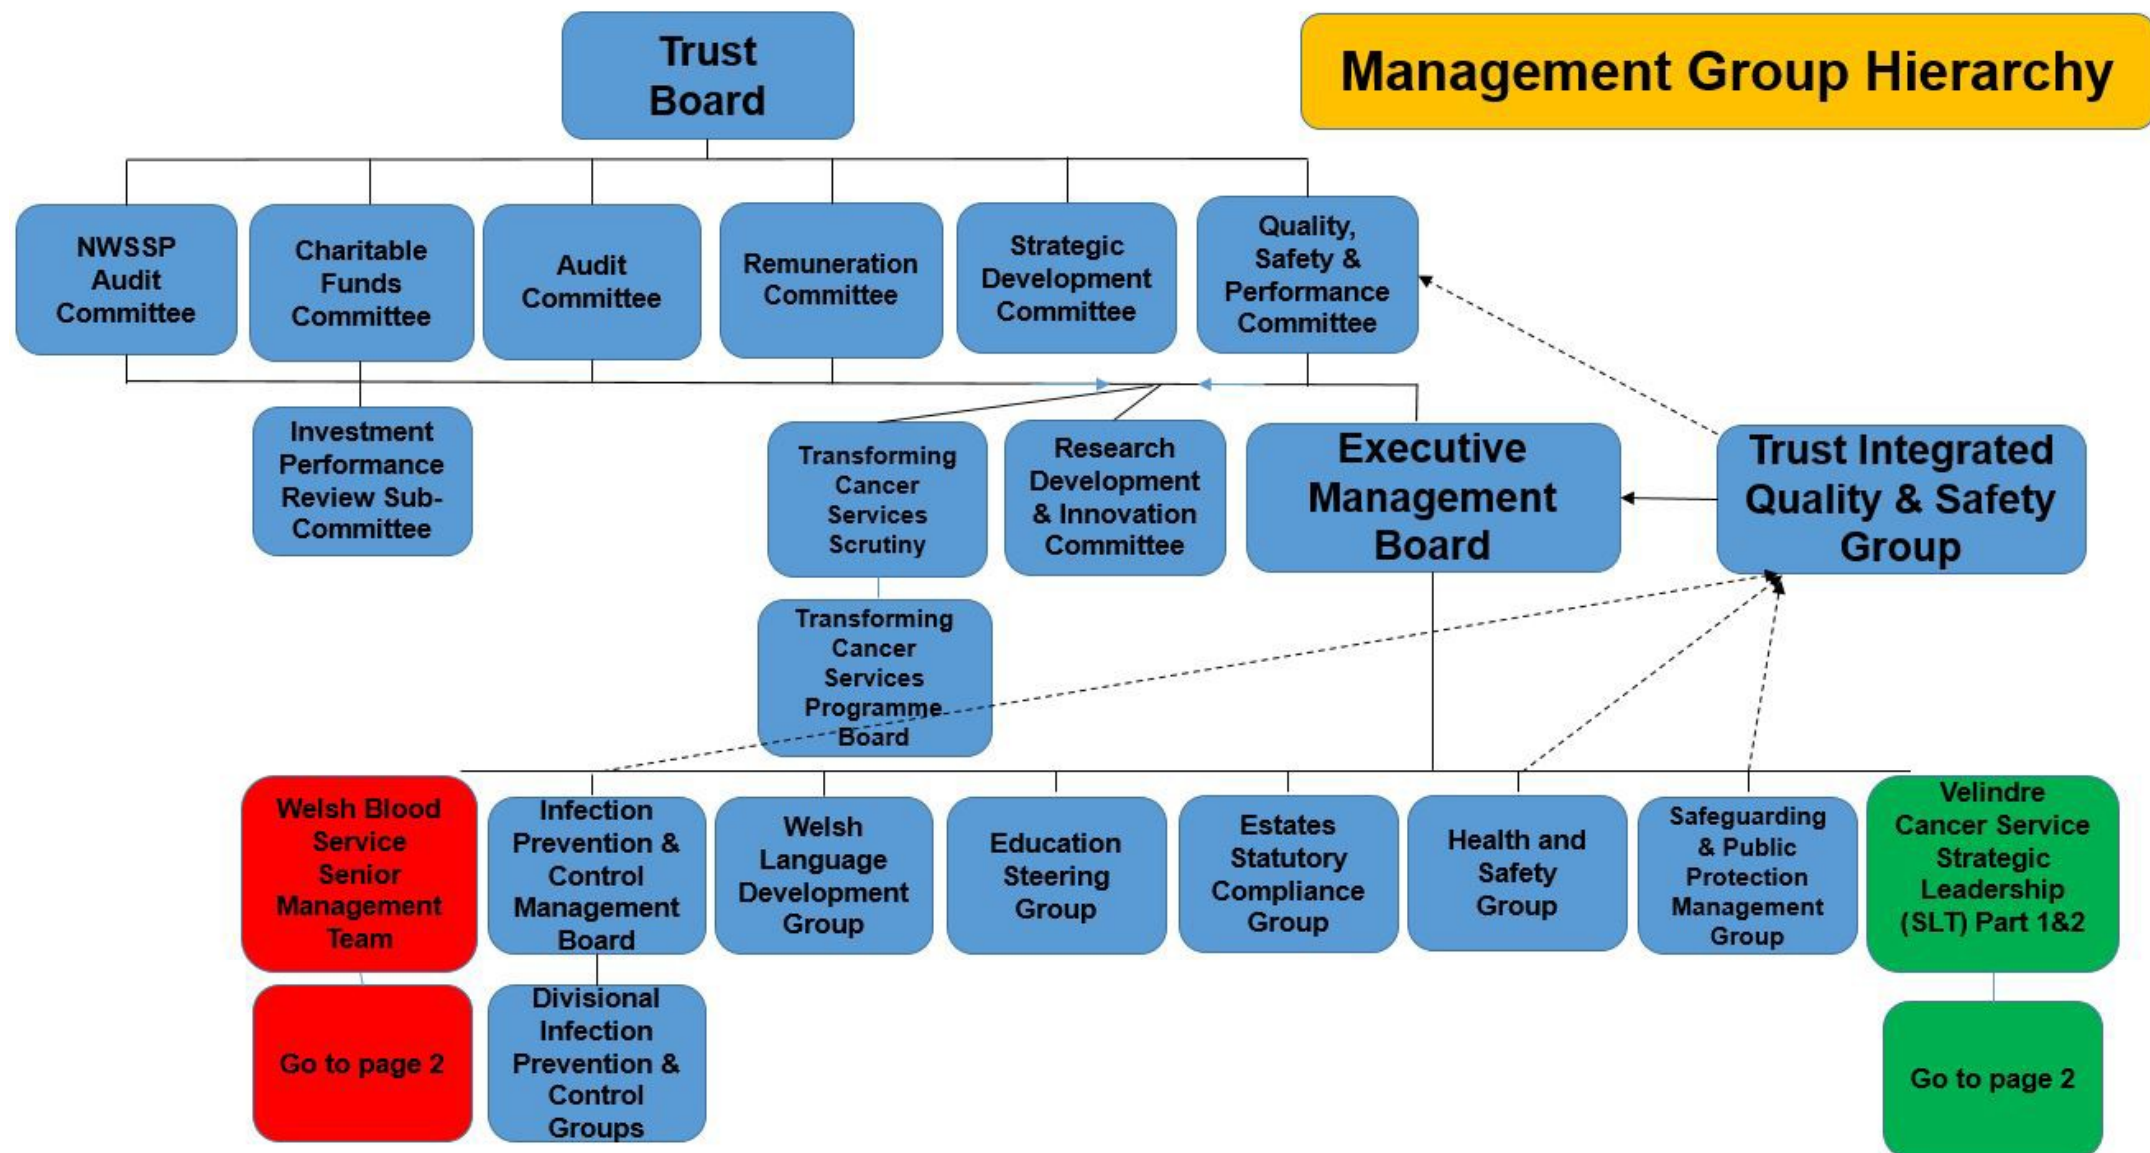 Trust
Board
Management Group Hierarchy
NWSSP
Audit
Committee
Charitable
Funds
Committee
Audit
Committee
Remuneration
Committee
Strategic
Development
Committee
Quality,
Safety &
Performance
Committee
Investment
Performance
Review Sub-
Committee
Transforming
Cancer
Services
Scrutiny
Research
Development
& Innovation
Committee
Executive
Management
Board
Trust Integrated
Quality & Safety
Group
Transforming
Cancer
Services
Programme
Board
Welsh Blood
Service
Senior
Management
Team
Infection
Prevention &
Control
Management
Board
Welsh
Language
Development
Group
Education
Steering
Group
Estates
Statutory
Compliance
Group
Health and
Safety
Group
Safeguarding
& Public
Protection
Management
Group
Velindre
Cancer Service
Strategic
Leadership
(SLT) Part 1&2
Go to page 2
Divisional
Infection
Prevention &
Control
Groups
Go to page 2